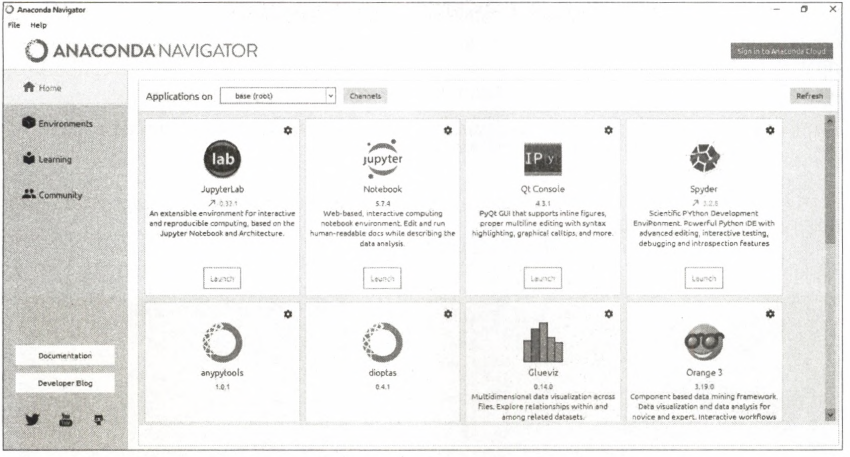 Anaconda Navigator
File Help
ANACONDA NAVIGATOR
Sign in to Anaconda Cloud
Home
Environments
Learning
Community
Documentation
Developer Blog
Applications on base (root) Channels
Refresh
lab
JupyterLab
0.33.1
An extensible environment for interactive
and reproducible computing, based on the
Jupyter Notebook and Architecture.
Launch
jupyter
Notebook
5.7.4
Web-based, interactive computing
notebook environment. Edit and run
human-readable docs while describing the
data analysis.
Launch
IP y
Qt Console
4.3.1
PyQt GUI that supports inline figures,
proper multiline editing with syntax
highlighting, graphical calltips, and more.
Launch
Spyder
Scientific PYthon Development
EnviRonment. Powerful Python IDE with
advanced editing, interactive testing,
debugging and introspection features
Launch
anypytools
1.0.1
dioptas
0.4.1
Glueviz
0.14.0
Multidimensional data visualization across
files. Explore relationships within and
among related datasets.
Orange 3
3.19.0
Component based data mining framework.
Data visualization and data analysis for
novice and expert. Interactive workflows